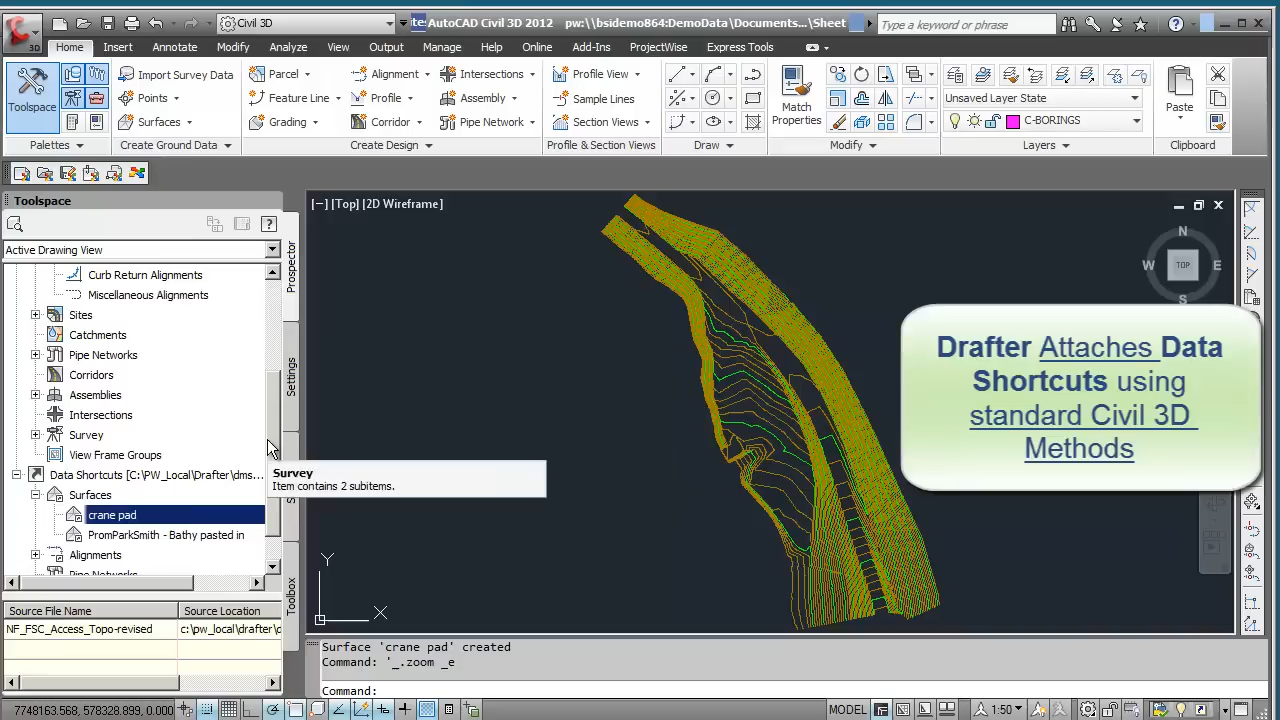 Civil 3D
AutoCAD Civil 3D 2012 pw:\\bsidemo864:DemoData\Documents...\Sheet
Type a keyword or phrase
3D
Home Insert Annotate Modify Analyze View Output Manage Help Online Add-Ins ProjectWise Express Tools
Toolspace
Import Survey Data
Points
Surfaces
Parcel
Feature Line
Grading
Alignment
Profile
Corridor
Intersections
Assembly
Pipe Network
Profile View
Sample Lines
Section Views
Match
Properties
Unsaved Layer State
C-BORINGS
Paste
Palettes Create Ground Data Create Design Profile & Section Views Draw Modify Layers Clipboard
Toolspace
Active Drawing View
Curb Return Alignments
Miscellaneous Alignments
Sites
Catchments
Pipe Networks
Corridors
Assemblies
Intersections
Survey
View Frame Groups
Data Shortcuts [C:\PW_Local\Drafter\dms...
Surfaces
crane pad
PromParkSmith - Bathy pasted in
Alignments
Pipe Networks
Prospector
Settings
Toolbox
Survey
Item contains 2 subitems.
Source File Name Source Location
NF_FSC_Access_Topo-revised c:\pw_local\drafter\d
[−] [Top] [2D Wireframe]
N
W TOP E
S
Drafter Attaches Data
Shortcuts using
standard Civil 3D
Methods
Y
X
Surface 'crane pad' created
Command: '_.zoom _e
Command:
7748163.568, 578328.899, 0.000
MODEL
1:50